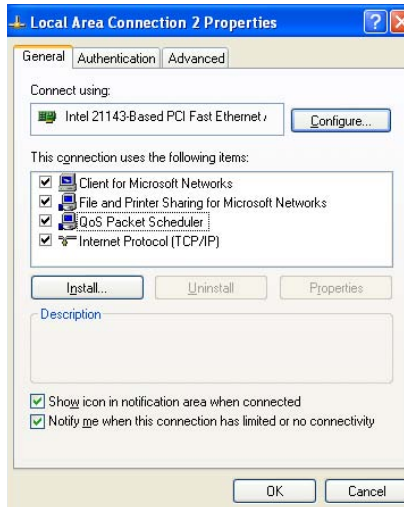 Local Area Connection 2 Properties
General Authentication Advanced
Connect using:
Intel 21143-Based PCI Fast Ethernet
Configure...
This connection uses the following items:
Client for Microsoft Networks
File and Printer Sharing for Microsoft Networks
QoS Packet Scheduler
Internet Protocol (TCP/IP)
Install... Uninstall Properties
Description
Show icon in notification area when connected
Notify me when this connection has limited or no connectivity
OK Cancel